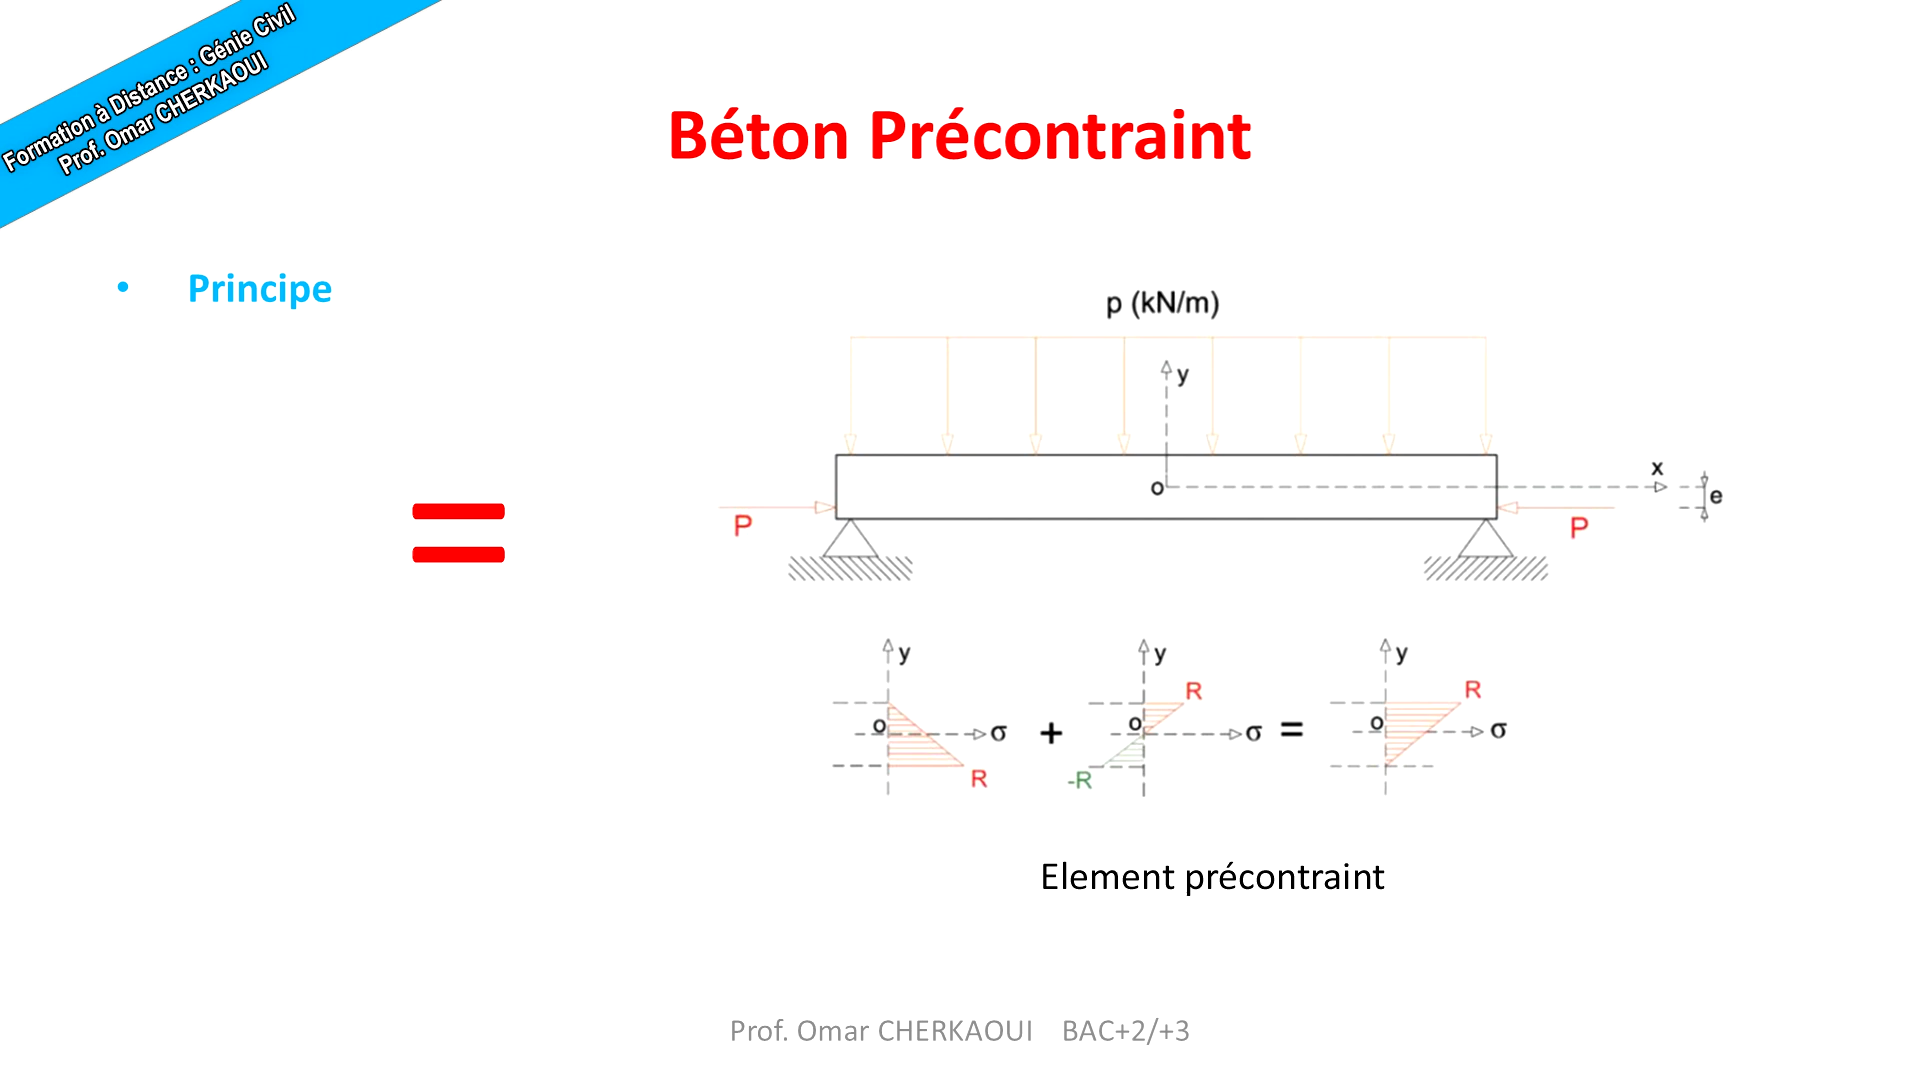 Formation à Distance : Génie Civil
Prof. Omar CHERKAOUI
Béton Précontraint
• Principe
p (kN/m)
y
x
o
e
P
P
=
y
y
y
R
R
o
o
o
σ
+
σ
=
σ
R
-R
Element précontraint
Prof. Omar CHERKAOUI BAC+2/+3